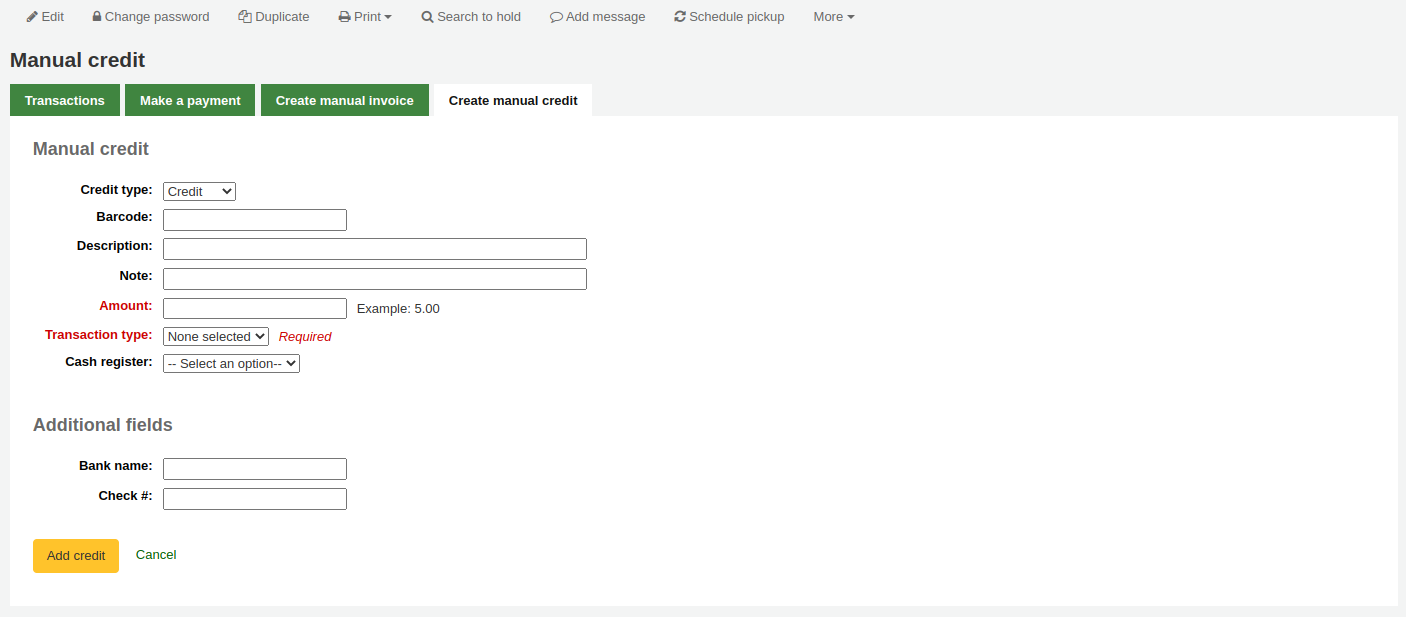 Edit Change password Duplicate Print Search to hold Add message Schedule pickup More
Manual credit
Transactions Make a payment Create manual invoice Create manual credit
Manual credit
Credit type: Credit
Barcode:
Description:
Note:
Amount: Example: 5.00
Transaction type: None selected Required
Cash register: -- Select an option--
Additional fields
Bank name:
Check #:
Add credit Cancel